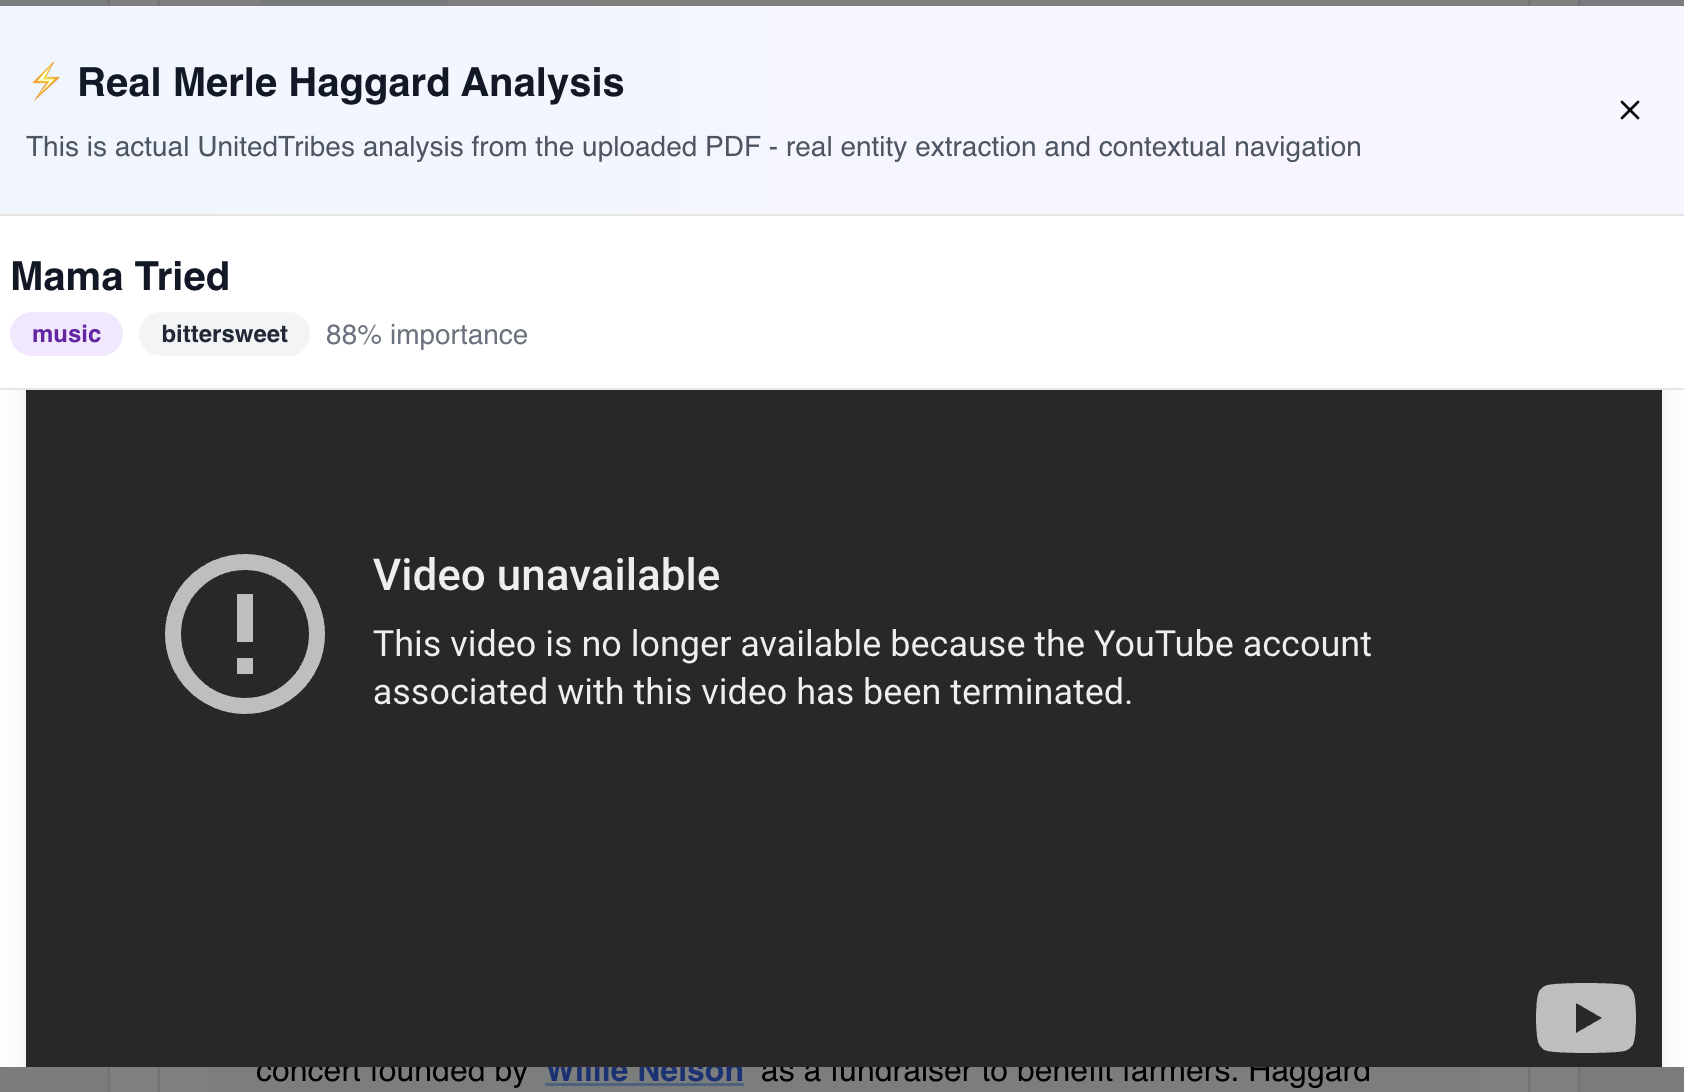 ⚡ Real Merle Haggard Analysis
This is actual UnitedTribes analysis from the uploaded PDF - real entity extraction and contextual navigation
Mama Tried
music bittersweet 88% importance
Video unavailable
This video is no longer available because the YouTube account
associated with this video has been terminated.
concert founded by Willie Nelson as a fundraiser to benefit farmers. Haggard